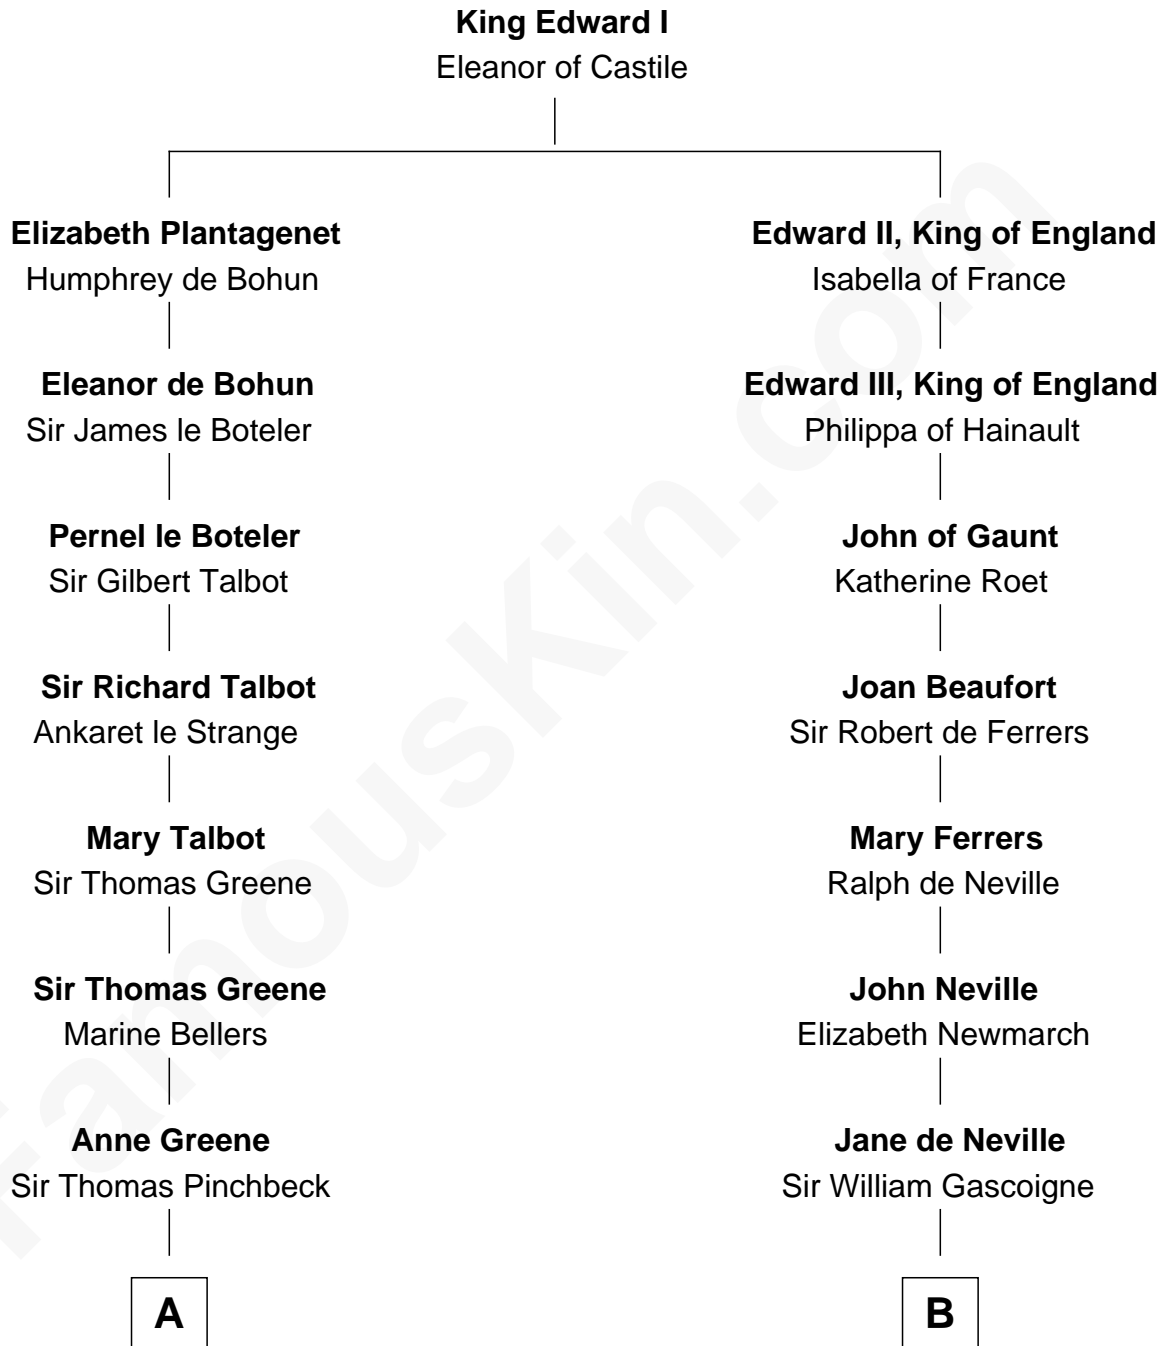 King Edward I
Eleanor of Castile
Elizabeth Plantagenet
Humphrey de Bohun
Edward II, King of England
Isabella of France
Eleanor de Bohun
Sir James le Boteler
Edward III, King of England
Philippa of Hainault
Pernel le Boteler
Sir Gilbert Talbot
John of Gaunt
Katherine Roet
Sir Richard Talbot
Ankaret le Strange
Joan Beaufort
Sir Robert de Ferrers
Mary Talbot
Sir Thomas Greene
Mary Ferrers
Ralph de Neville
Sir Thomas Greene
Marine Bellers
John Neville
Elizabeth Newmarch
Anne Greene
Sir Thomas Pinchbeck
Jane de Neville
Sir William Gascoigne
A
B
FamousKin.com